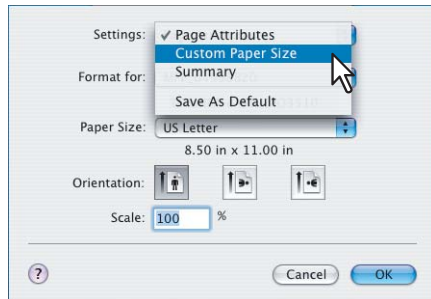 Settings: ✓ Page Attributes
Custom Paper Size
Summary
Format for:
Save As Default
Paper Size: US Letter
8.50 in x 11.00 in
Orientation:
Scale: 100 %
? Cancel OK